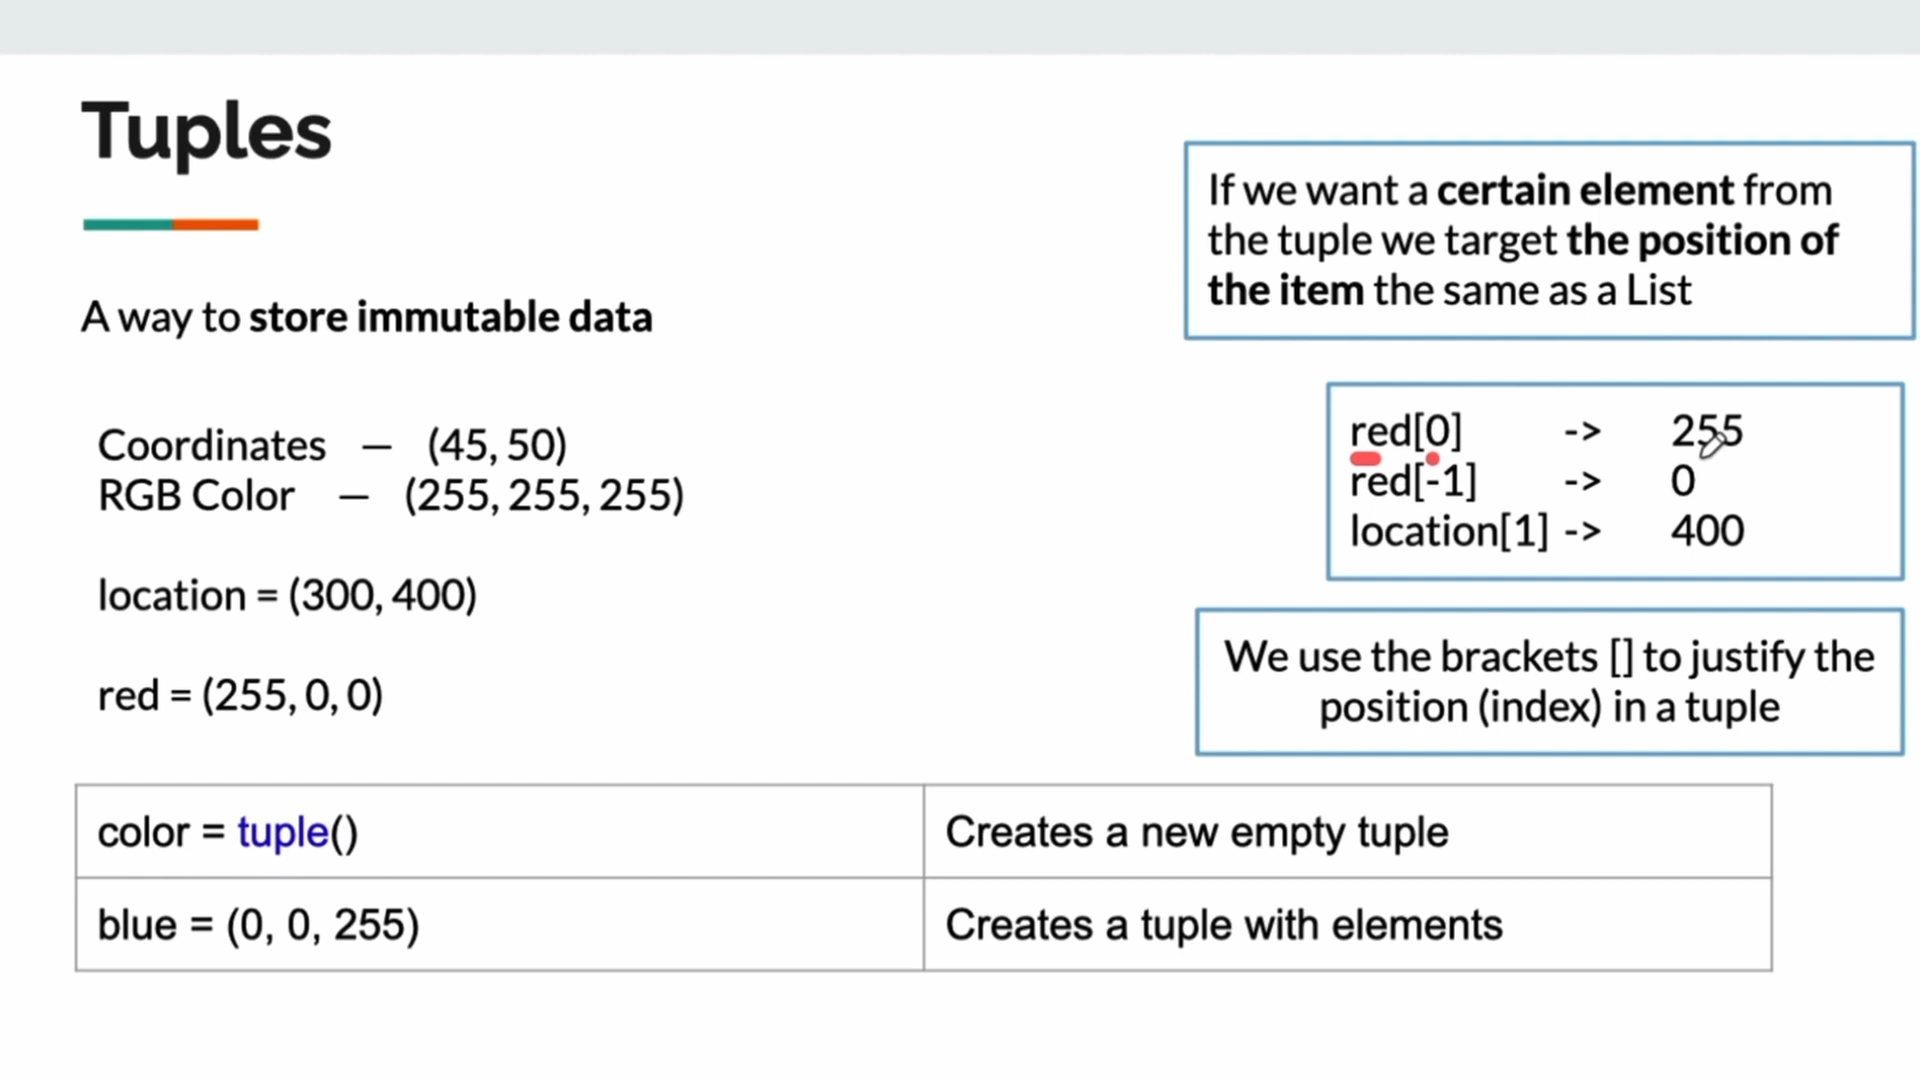 Tuples
A way to store immutable data
Coordinates – (45, 50)
RGB Color – (255, 255, 255)
location = (300, 400)
red = (255, 0, 0)
If we want a certain element from
the tuple we target the position of
the item the same as a List
red[0] -> 255
red[-1] -> 0
location[1] -> 400
We use the brackets [] to justify the
position (index) in a tuple
color = tuple() Creates a new empty tuple
blue = (0, 0, 255) Creates a tuple with elements